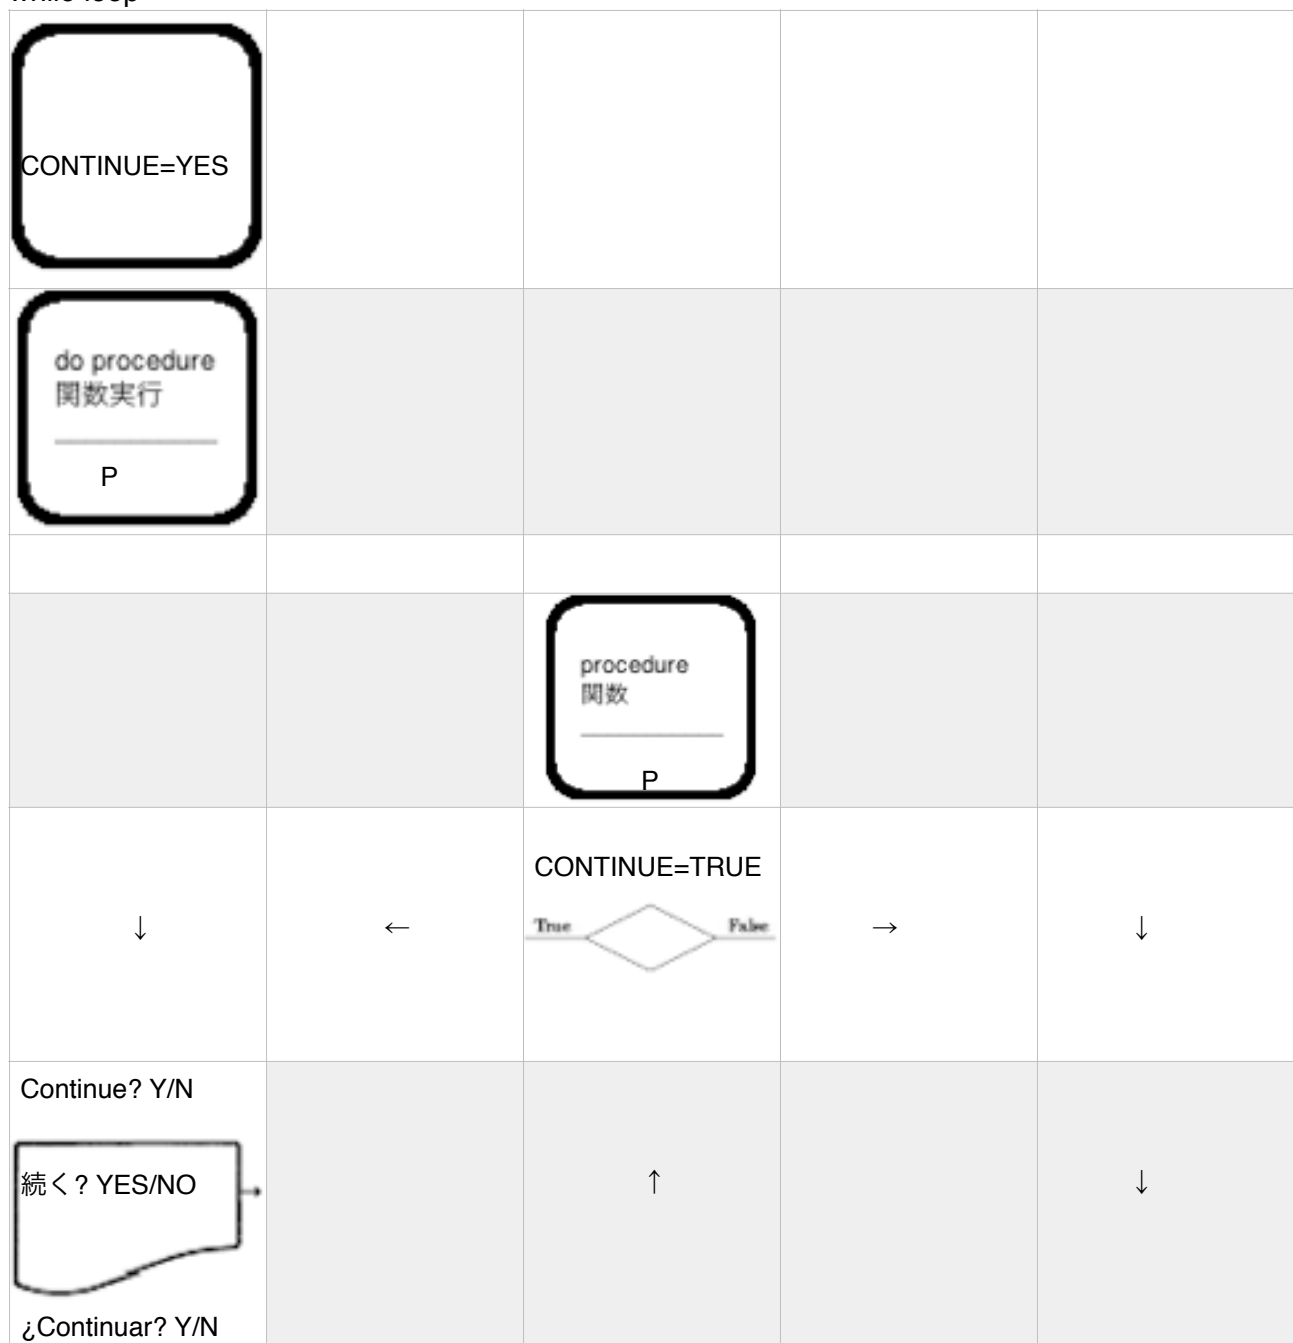 while loop
CONTINUE=YES
do procedure
関数実行
P
procedure
関数
P
CONTINUE=TRUE
↓
←
True
False
→
↓
Continue? Y/N
続く? YES/NO
↑
↓
¿Continuar? Y/N